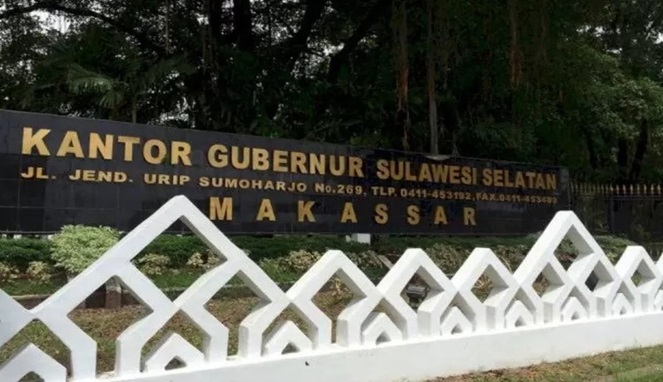 KANTOR GUBERNUR SULAWESI SELATAN
JL. JEND. URIP SUMOHARJO No.269, TLP. 0411-453192, FAX.0411-453489
MAKASSAR